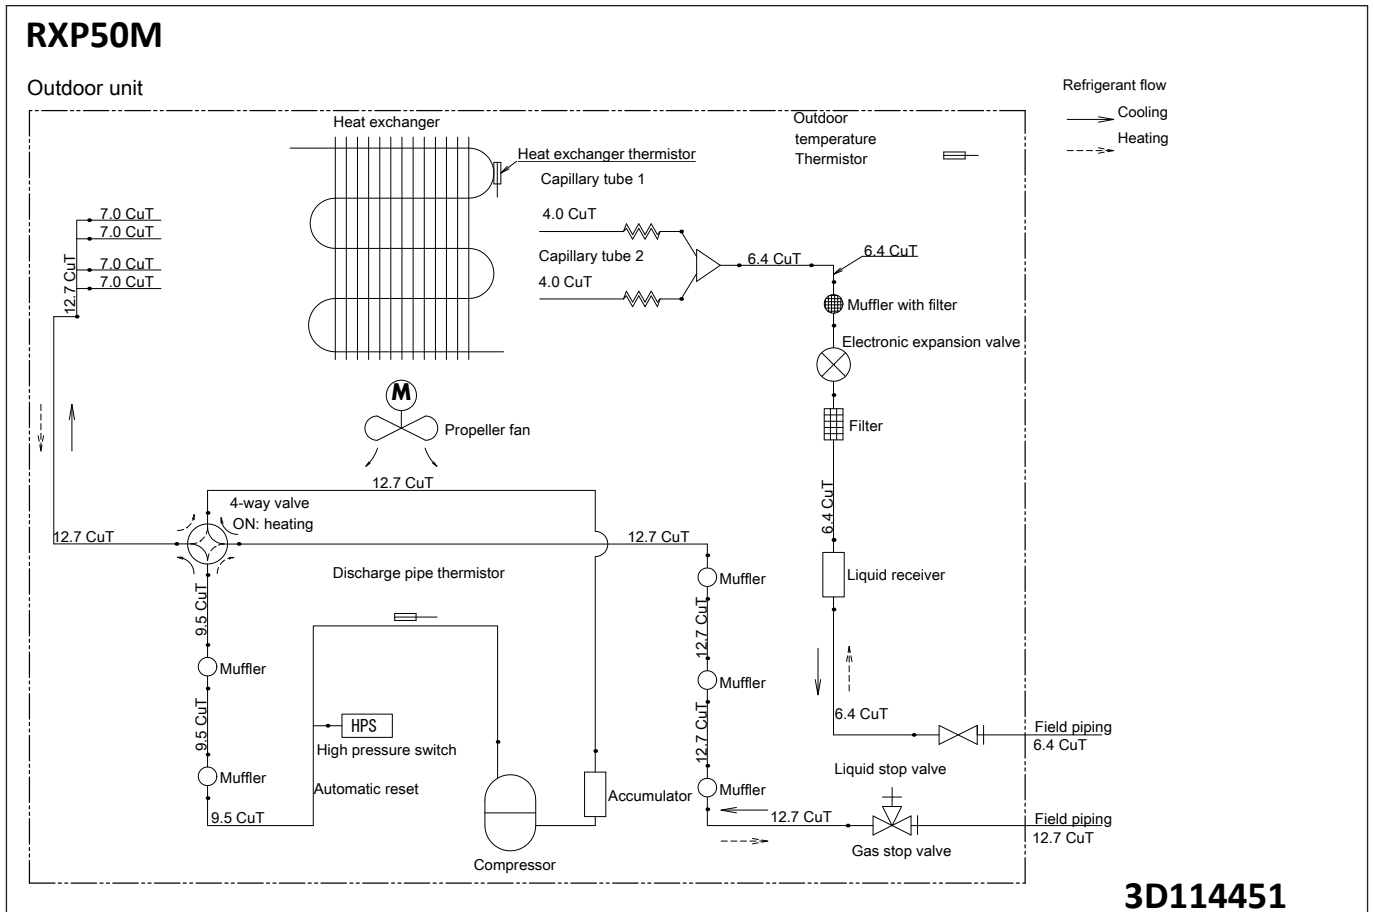 RXP50M
Outdoor unit
Refrigerant flow
Cooling
Heating
Heat exchanger
Outdoor
temperature
Thermistor
Heat exchanger thermistor
Capillary tube 1
7.0 CuT
7.0 CuT
7.0 CuT
7.0 CuT
12.7 CuT
4.0 CuT
Capillary tube 2
4.0 CuT
6.4 CuT
6.4 CuT
Muffler with filter
Electronic expansion valve
M
Propeller fan
Filter
12.7 CuT
4-way valve
ON: heating
12.7 CuT
12.7 CuT
6.4 CuT
Discharge pipe thermistor
Muffler
Liquid receiver
9.5 CuT
12.7 CuT
Muffler
Muffler
9.5 CuT
HPS
High pressure switch
12.7 CuT
6.4 CuT
Field piping
6.4 CuT
Muffler
Automatic reset
Accumulator
Muffler
Liquid stop valve
9.5 CuT
12.7 CuT
Field piping
12.7 CuT
Compressor
Gas stop valve
3D114451